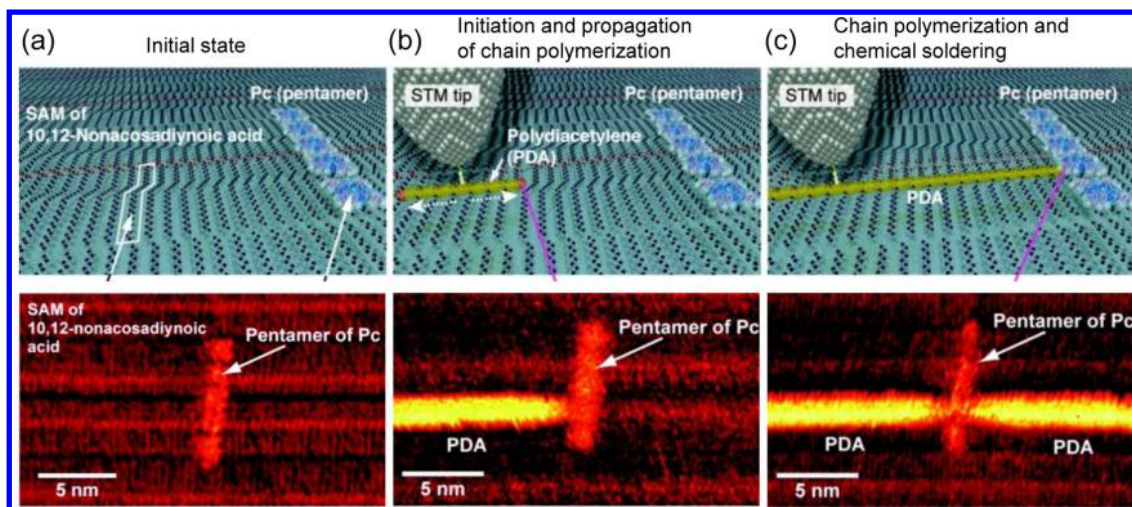 (a)
Initial state
Pc (pentamer)
SAM of
10,12-Nonacosadiynoic acid
(b)
Initiation and propagation
of chain polymerization
STM tip
Pc (pentamer)
Polydiacetylene
(PDA)
(c)
Chain polymerization and
chemical soldering
STM tip
Pc (pentamer)
PDA
SAM of
10,12-nonacosadiynoic
acid
Pentamer of Pc
5 nm
Pentamer of Pc
PDA
5 nm
Pentamer of Pc
PDA
PDA
5 nm